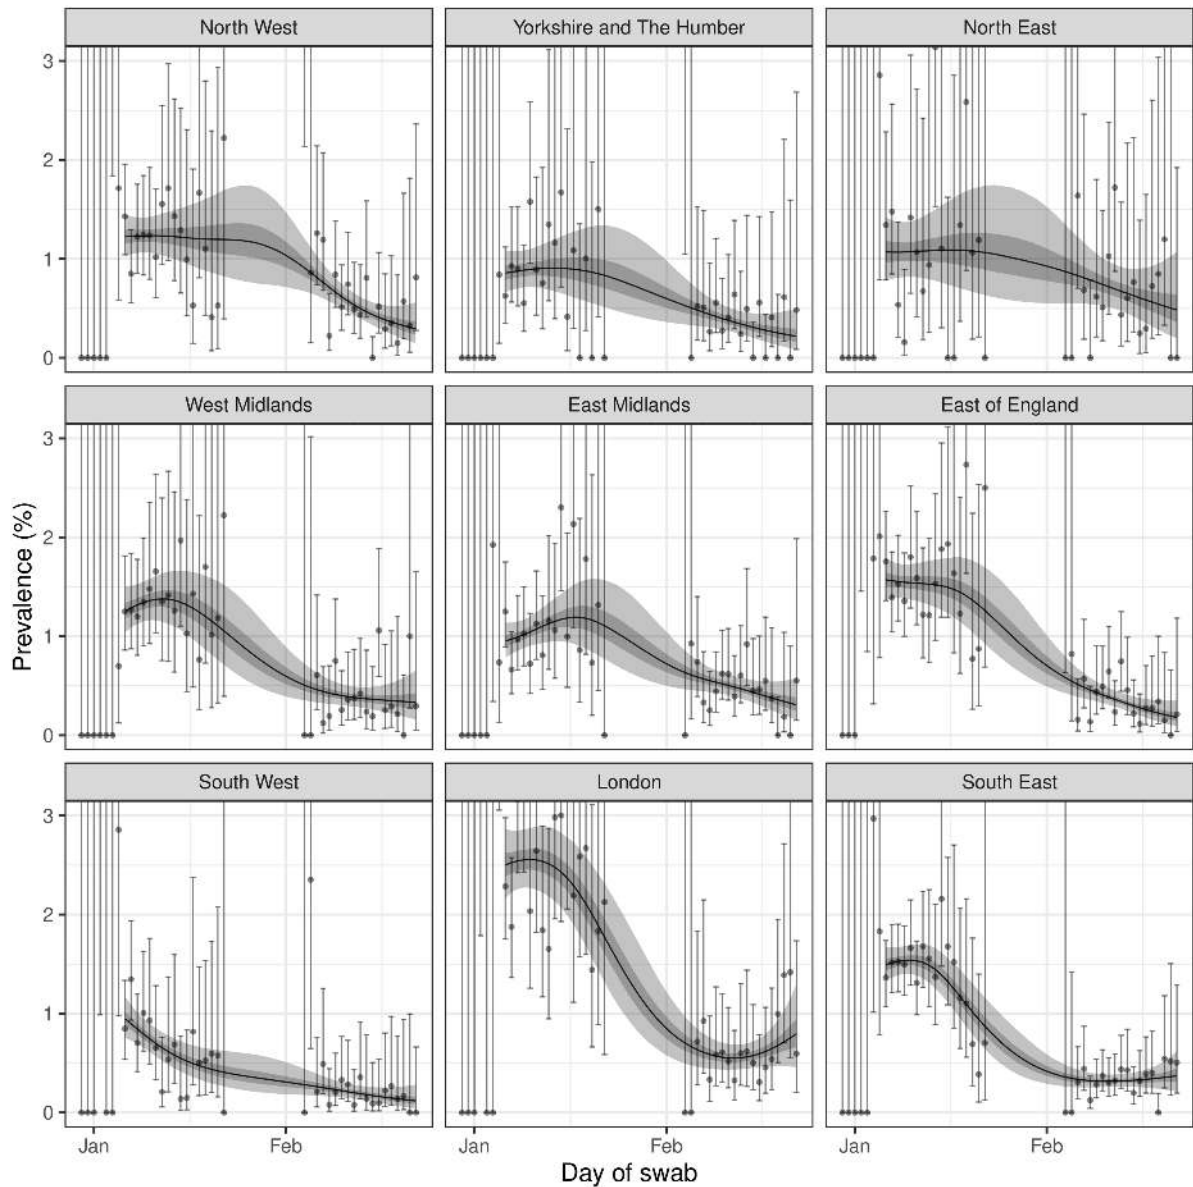 North West
Yorkshire and The Humber
North East
3
2
1
0
West Midlands
East Midlands
East of England
3
2
1
0
Prevalence (%)
South West
London
South East
3
2
1
0
Jan
Feb
Jan
Feb
Jan
Feb
Day of swab